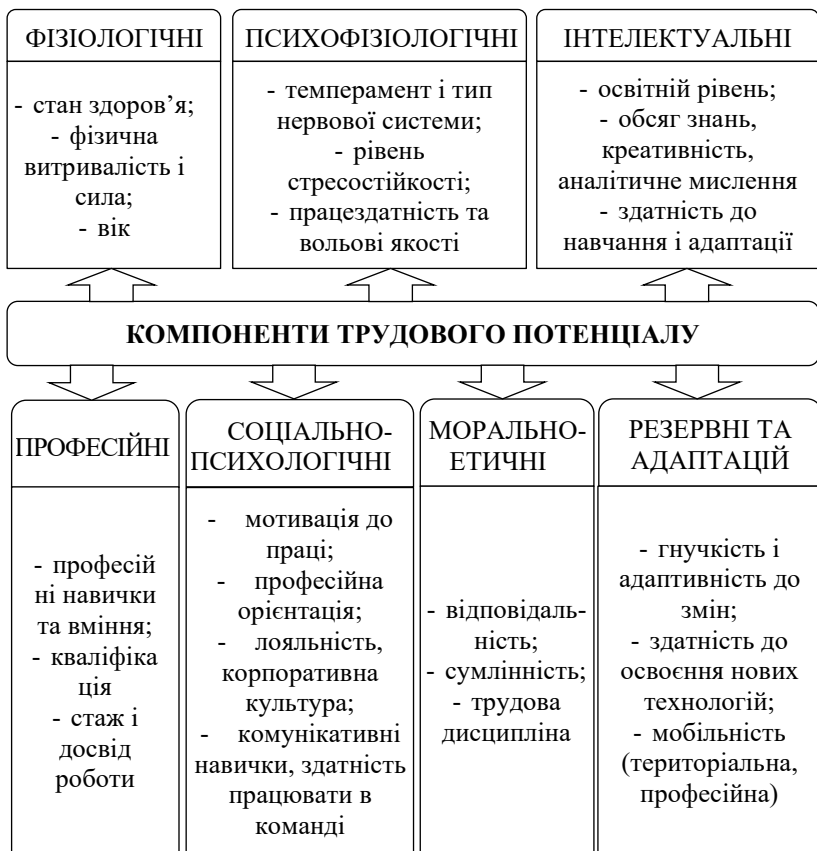 ФІЗІОЛОГІЧНІ
- стан здоров’я;
- фізична
витривалість і
сила;
- вік
ПСИХОФІЗІОЛОГІЧНІ
- темперамент і тип
нервової системи;
- рівень
стресостійкості;
- працездатність та
вольові якості
ІНТЕЛЕКТУАЛЬНІ
- освітній рівень;
- обсяг знань,
креативність,
аналітичне мислення
- здатність до
навчання і адаптації
КОМПОНЕНТИ ТРУДОВОГО ПОТЕНЦІАЛУ
ПРОФЕСІЙНІ
- професій
ні навички
та вміння;
- кваліфіка
ція
- стаж і
досвід
роботи
СОЦІАЛЬНО-
ПСИХОЛОГІЧНІ
- мотивація до
праці;
- професійна
орієнтація;
- лояльність,
корпоративна
культура;
- комунікативні
навички, здатність
працювати в
команді
МОРАЛЬНО-
ЕТИЧНІ
- відповідаль-
ність;
- сумлінність;
- трудова
дисципліна
РЕЗЕРВНІ ТА
АДАПТАЦІЙ
- гнучкість і
адаптивність до
змін;
- здатність до
освоєння нових
технологій;
- мобільність
(територіальна,
професійна)